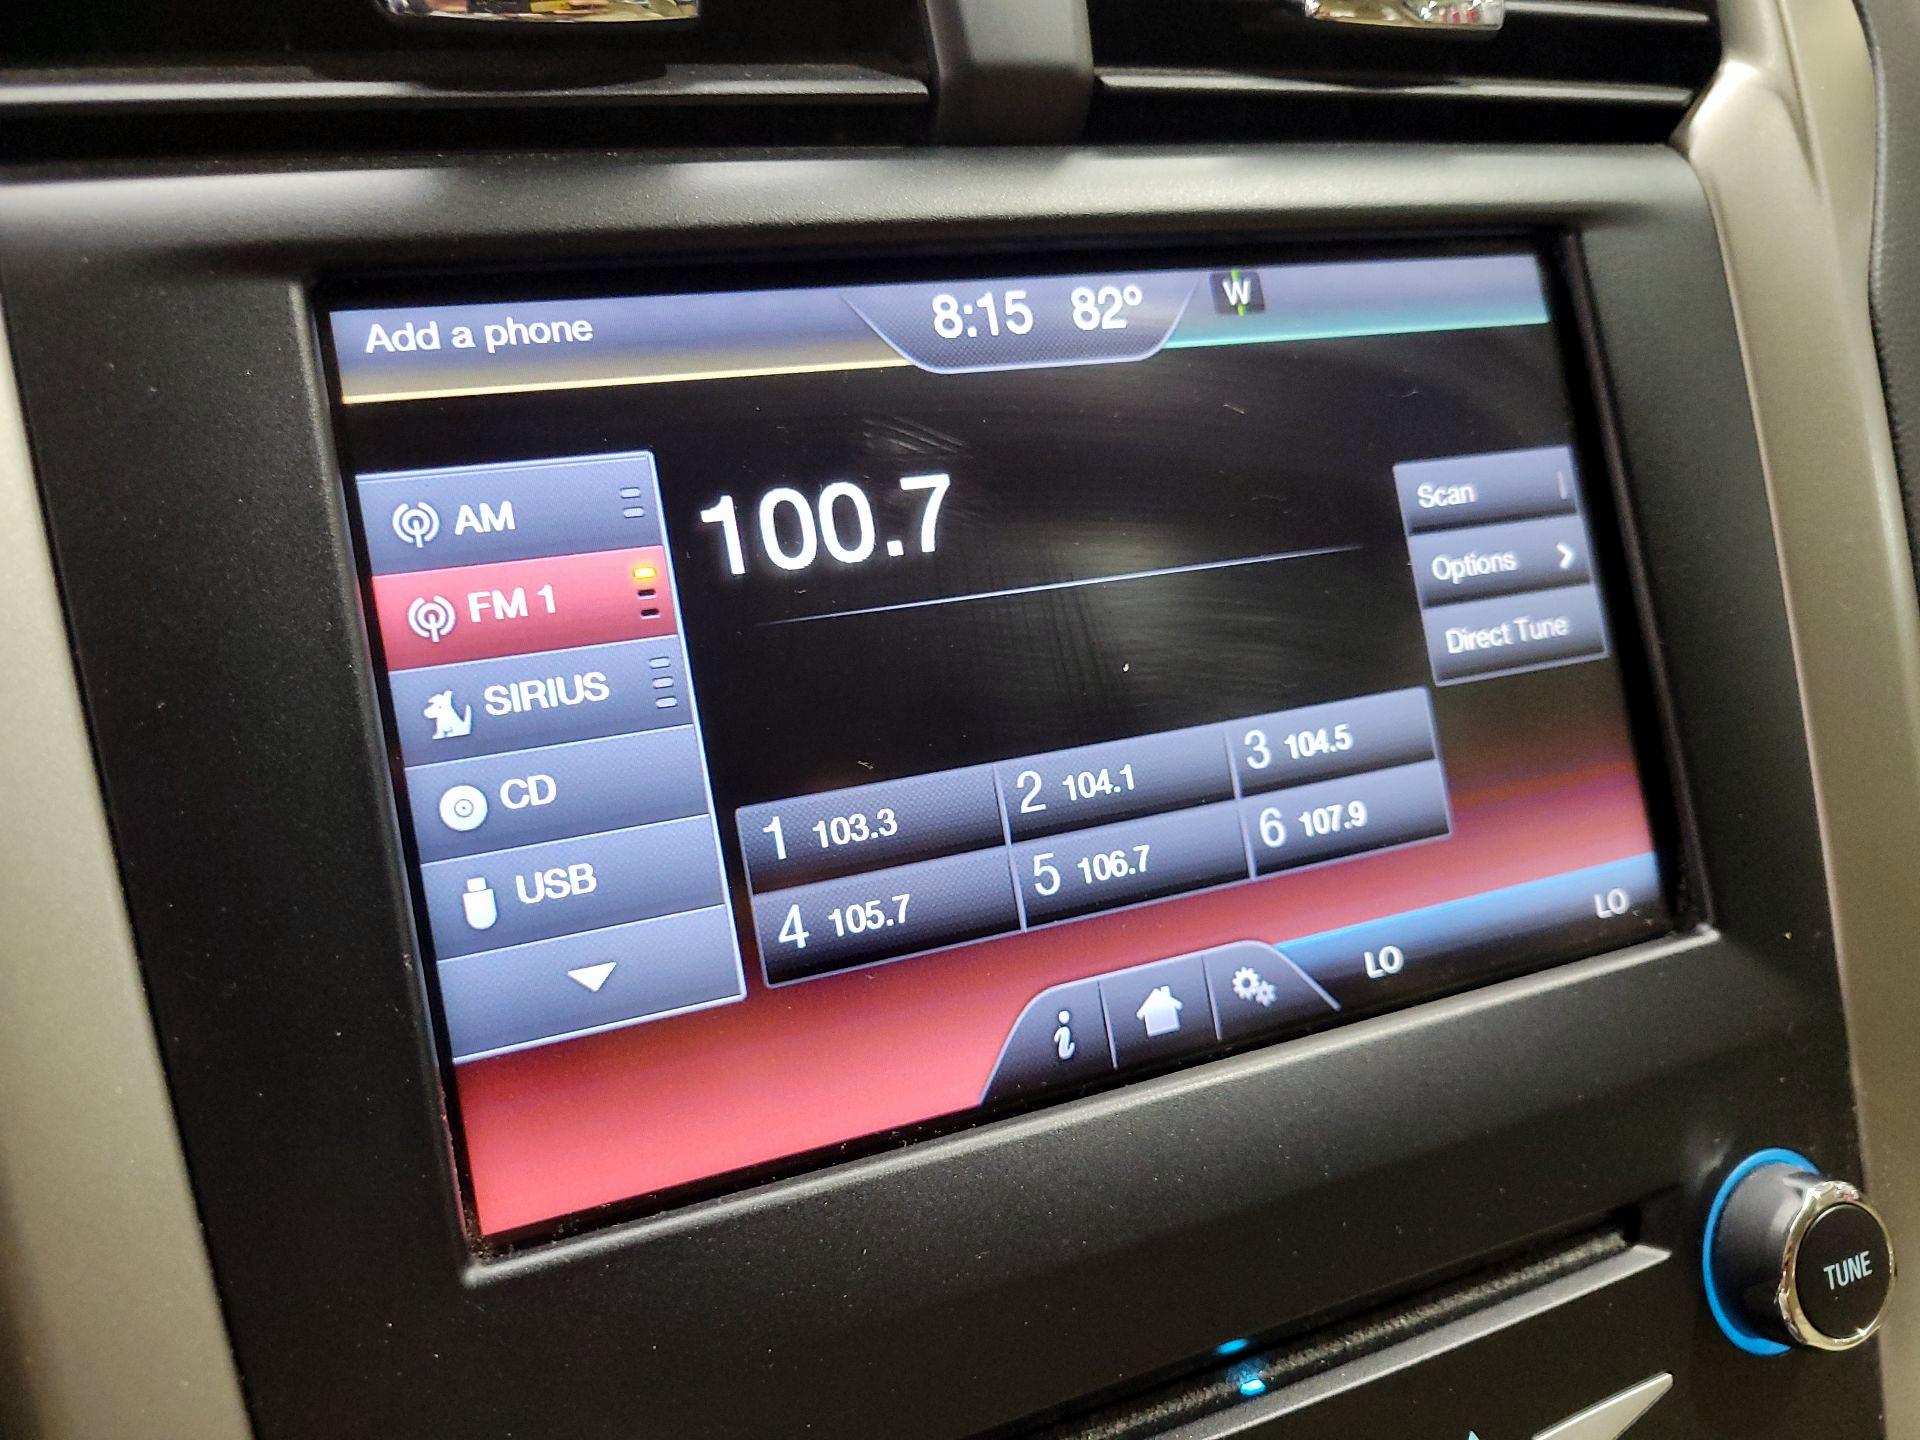 Add a phone
8:15 82° W
AM
FM 1
SIRIUS
CD
USB
100.7
Scan
Options
Direct Tune
1 103.3
2 104.1
3 104.5
4 105.7
5 106.7
6 107.9
i
LO
LO
TUNE